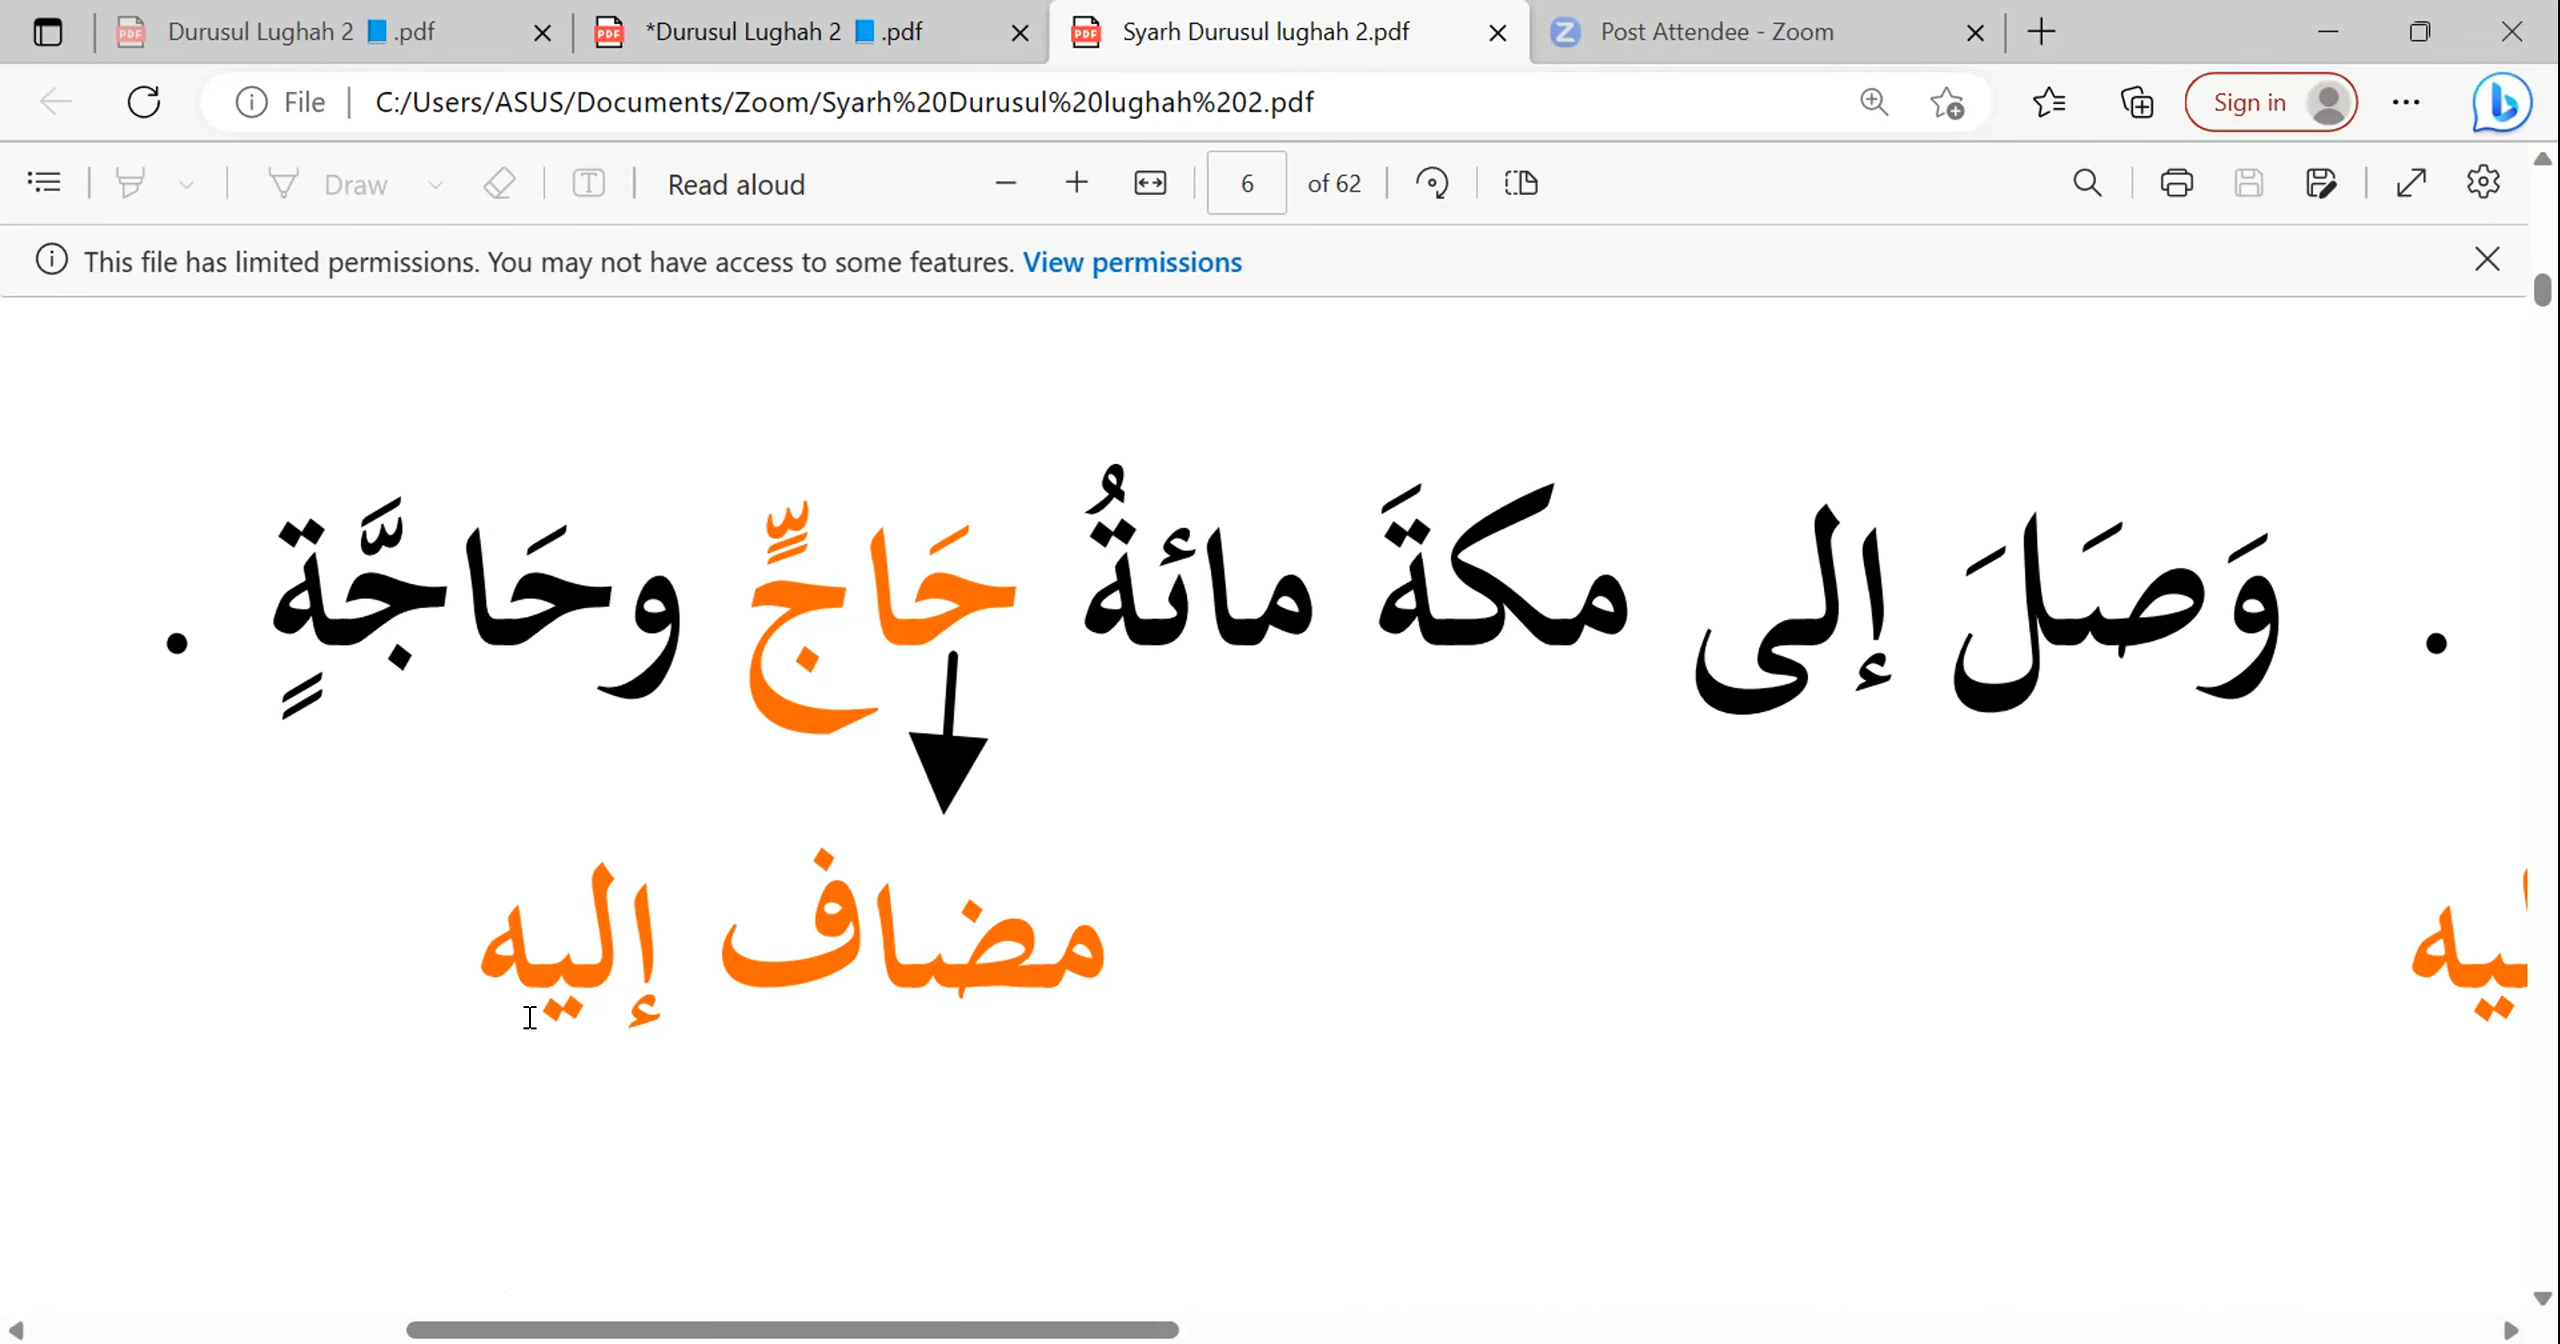 Durusul Lughah 2 📘.pdf
*Durusul Lughah 2 📘.pdf
Syarh Durusul lughah 2.pdf
Post Attendee - Zoom
File C:/Users/ASUS/Documents/Zoom/Syarh%20Durusul%20lughah%202.pdf Sign in
Draw Read aloud 6 of 62
This file has limited permissions. You may not have access to some features. View permissions
. وَصَلَ إلى مكةَ مائةُ حَاجٍّ وحَاجَّةٍ .
مضاف إليه